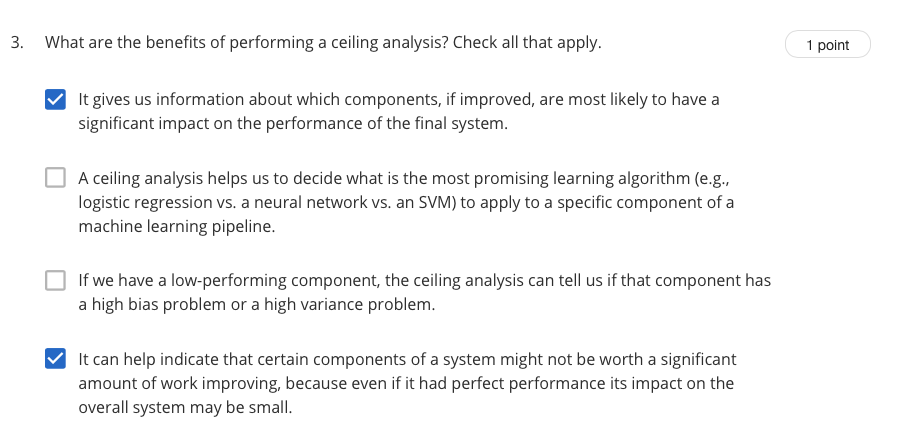 3. What are the benefits of performing a ceiling analysis? Check all that apply.
1 point
It gives us information about which components, if improved, are most likely to have a
significant impact on the performance of the final system.
A ceiling analysis helps us to decide what is the most promising learning algorithm (e.g.,
logistic regression vs. a neural network vs. an SVM) to apply to a specific component of a
machine learning pipeline.
If we have a low-performing component, the ceiling analysis can tell us if that component has
a high bias problem or a high variance problem.
It can help indicate that certain components of a system might not be worth a significant
amount of work improving, because even if it had perfect performance its impact on the
overall system may be small.